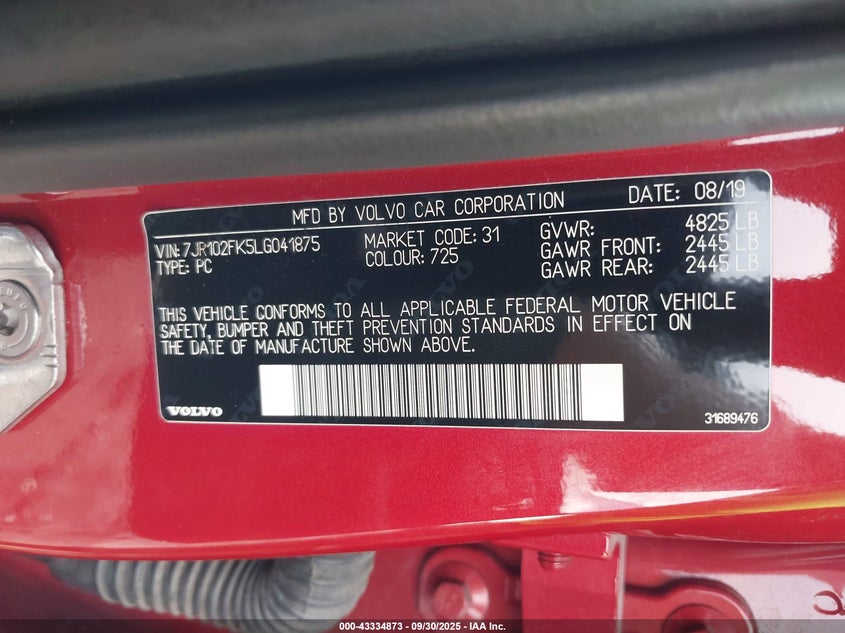 MFD BY VOLVO CAR CORPORATION DATE: 08/19
VIN: 7JR102FK5LG041875 MARKET CODE: 31 GVWR: 4825 LB
TYPE: PC COLOUR: 725 GAWR FRONT: 2445 LB
GAWR REAR: 2445 LB
THIS VEHICLE CONFORMS TO ALL APPLICABLE FEDERAL MOTOR VEHICLE
SAFETY, BUMPER AND THEFT PREVENTION STANDARDS IN EFFECT ON
THE DATE OF MANUFACTURE SHOWN ABOVE.
VOLVO 31689476
000-43334873 - 09/30/2025 - IAA Inc.